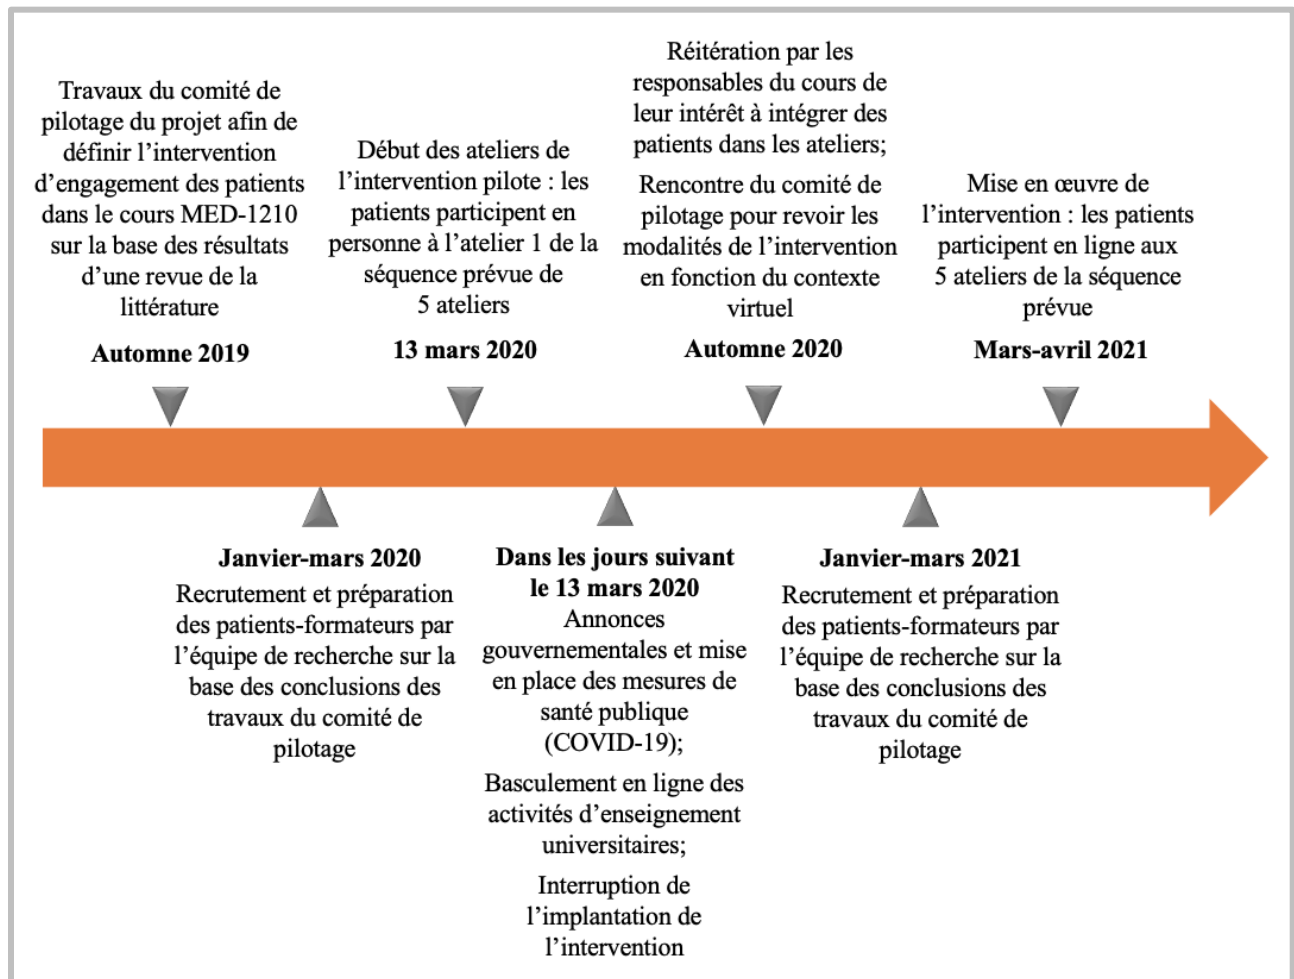 Travaux du comité de
pilotage du projet afin de
définir l’intervention
d’engagement des patients
dans le cours MED-1210
sur la base des résultats
d’une revue de la
littérature
Automne 2019
Début des ateliers de
l’intervention pilote : les
patients participent en
personne à l’atelier 1 de la
séquence prévue de
5 ateliers
13 mars 2020
Réitération par les
responsables du cours de
leur intérêt à intégrer des
patients dans les ateliers;
Rencontre du comité de
pilotage pour revoir les
modalités de l’intervention
en fonction du contexte
virtuel
Automne 2020
Mise en œuvre de
l’intervention : les patients
participent en ligne aux
5 ateliers de la séquence
prévue
Mars-avril 2021
Janvier-mars 2020
Recrutement et préparation
des patients-formateurs par
l’équipe de recherche sur la
base des conclusions des
travaux du comité de
pilotage
Dans les jours suivant
le 13 mars 2020
Annonces
gouvernementales et mise
en place des mesures de
santé publique
(COVID-19);
Basculement en ligne des
activités d’enseignement
universitaires;
Interruption de
l’implantation de
l’intervention
Janvier-mars 2021
Recrutement et préparation
des patients-formateurs par
l’équipe de recherche sur la
base des conclusions des
travaux du comité de
pilotage